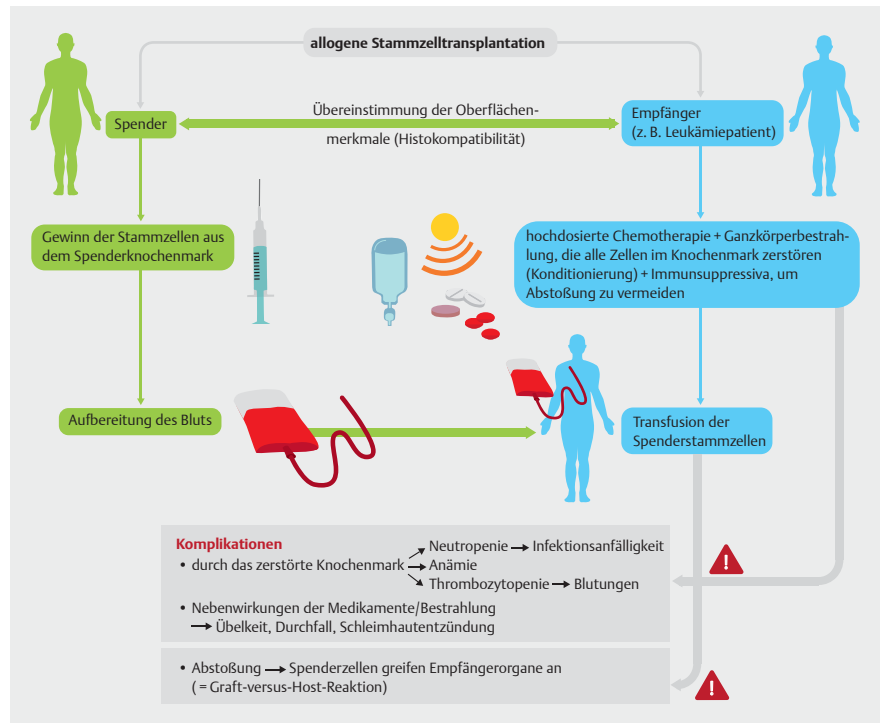 allogene Stammzelltransplantation
Spender
Übereinstimmung der Oberflächen-
merkmale (Histokompatibilität)
Empfänger
(z. B. Leukämiepatient)
Gewinn der Stammzellen aus
dem Spenderknochenmark
hochdosierte Chemotherapie + Ganzkörperbestrah-
lung, die alle Zellen im Knochenmark zerstören
(Konditionierung) + Immunsuppressiva, um
Abstoßung zu vermeiden
Aufbereitung des Bluts
Transfusion der
Spenderstammzellen
Komplikationen
• durch das zerstörte Knochenmark → Neutropenie → Infektionsanfälligkeit
→ Anämie
→ Thrombozytopenie → Blutungen
• Nebenwirkungen der Medikamente/Bestrahlung
→ Übelkeit, Durchfall, Schleimhautentzündung
!
• Abstoßung → Spenderzellen greifen Empfängerorgane an
( = Graft-versus-Host-Reaktion)
!